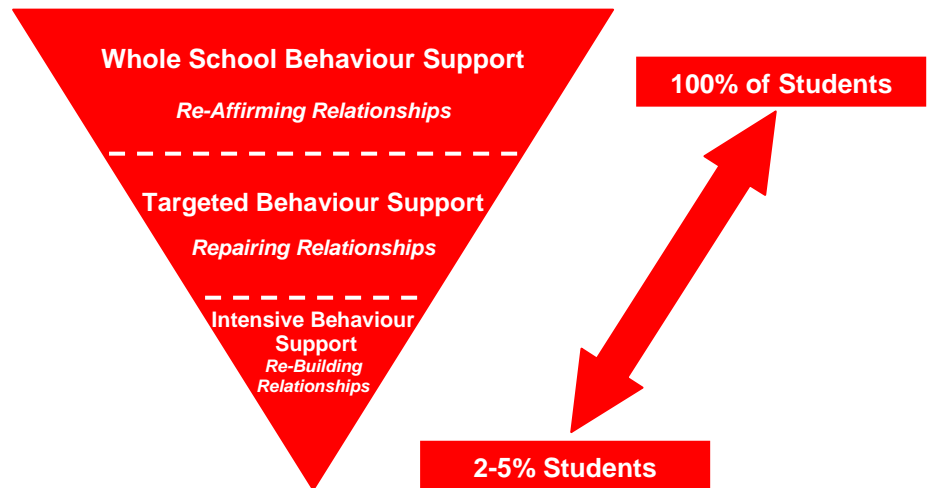 Whole School Behaviour Support
Re-Affirming Relationships
100% of Students
Targeted Behaviour Support
Repairing Relationships
Intensive Behaviour
Support
Re-Building
Relationships
2-5% Students